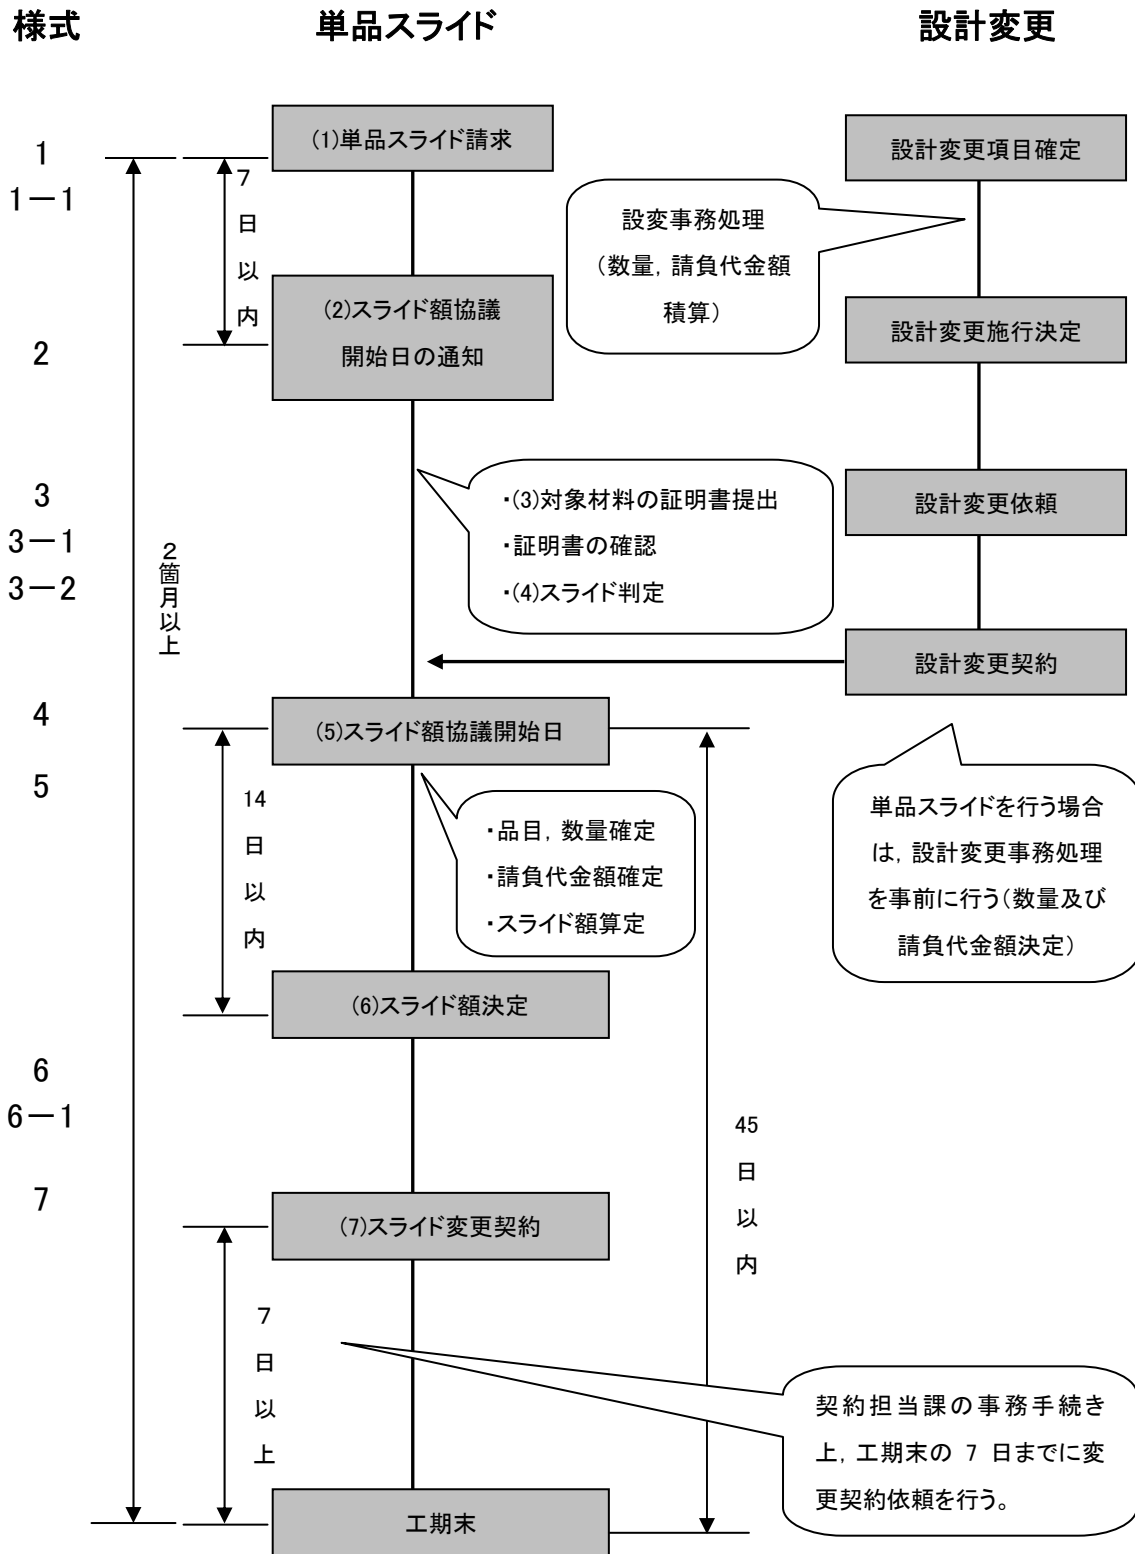 様式
単品スライド
設計変更
1
1－1
2
3
3－1
3－2
4
5
6
6－1
7
2箇月以上
(1)単品スライド請求
7日以内
(2)スライド額協議
開始日の通知
・(3)対象材料の証明書提出
・証明書の確認
・(4)スライド判定
(5)スライド額協議開始日
14日以内
・品目，数量確定
・請負代金額確定
・スライド額算定
(6)スライド額決定
45日以内
(7)スライド変更契約
7日以上
工期末
設計変更項目確定
設変事務処理
（数量，請負代金額
積算）
設計変更施行決定
設計変更依頼
設計変更契約
単品スライドを行う場合
は，設計変更事務処理
を事前に行う（数量及び
請負代金額決定）
契約担当課の事務手続き
上，工期末の 7 日までに変
更契約依頼を行う。